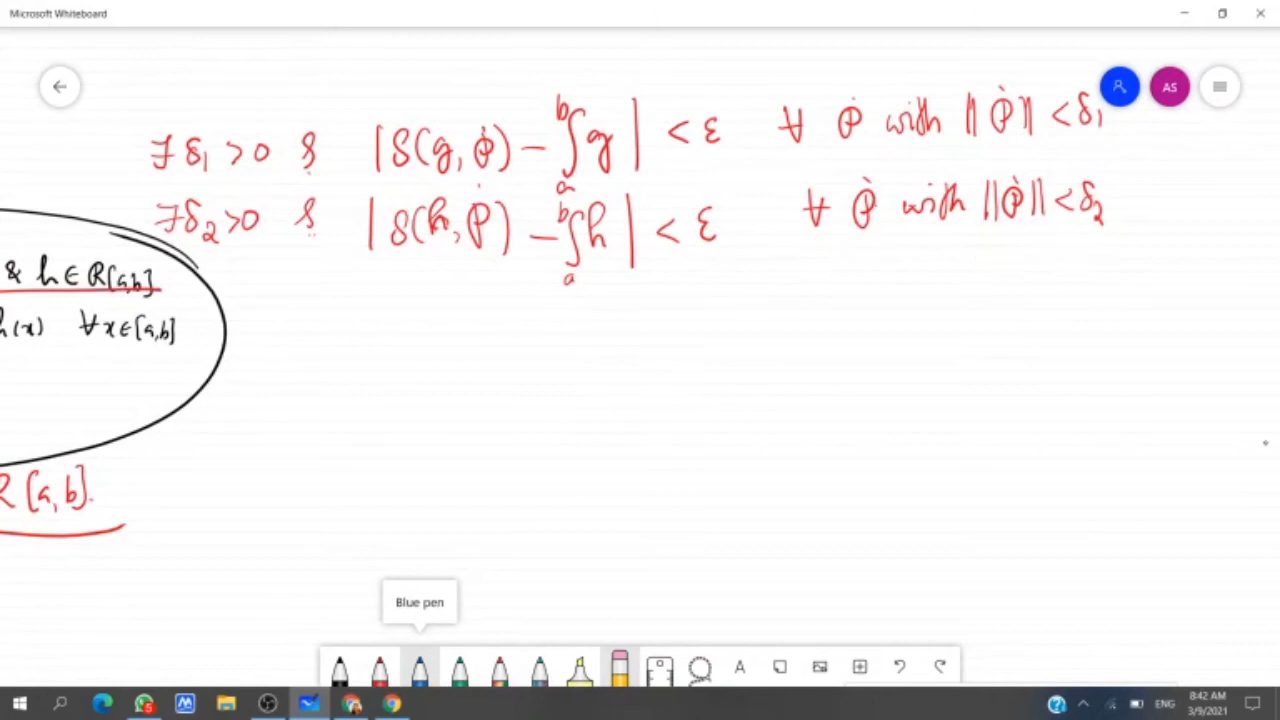 Microsoft Whiteboard
AS
∃ δ₁ > 0 ∋ |S(g, Ṗ) − ∫ₐᵇ g| < ε ∀ Ṗ with ||Ṗ|| < δ₁
∃ δ₂ > 0 ∋ |S(h, Ṗ) − ∫ₐᵇ h| < ε ∀ Ṗ with ||Ṗ|| < δ₂
& h ∈ R[a,b]
h(x) ∀ x ∈ [a,b]
R[a, b].
Blue pen
A
5
ENG
8:42 AM
3/9/2021